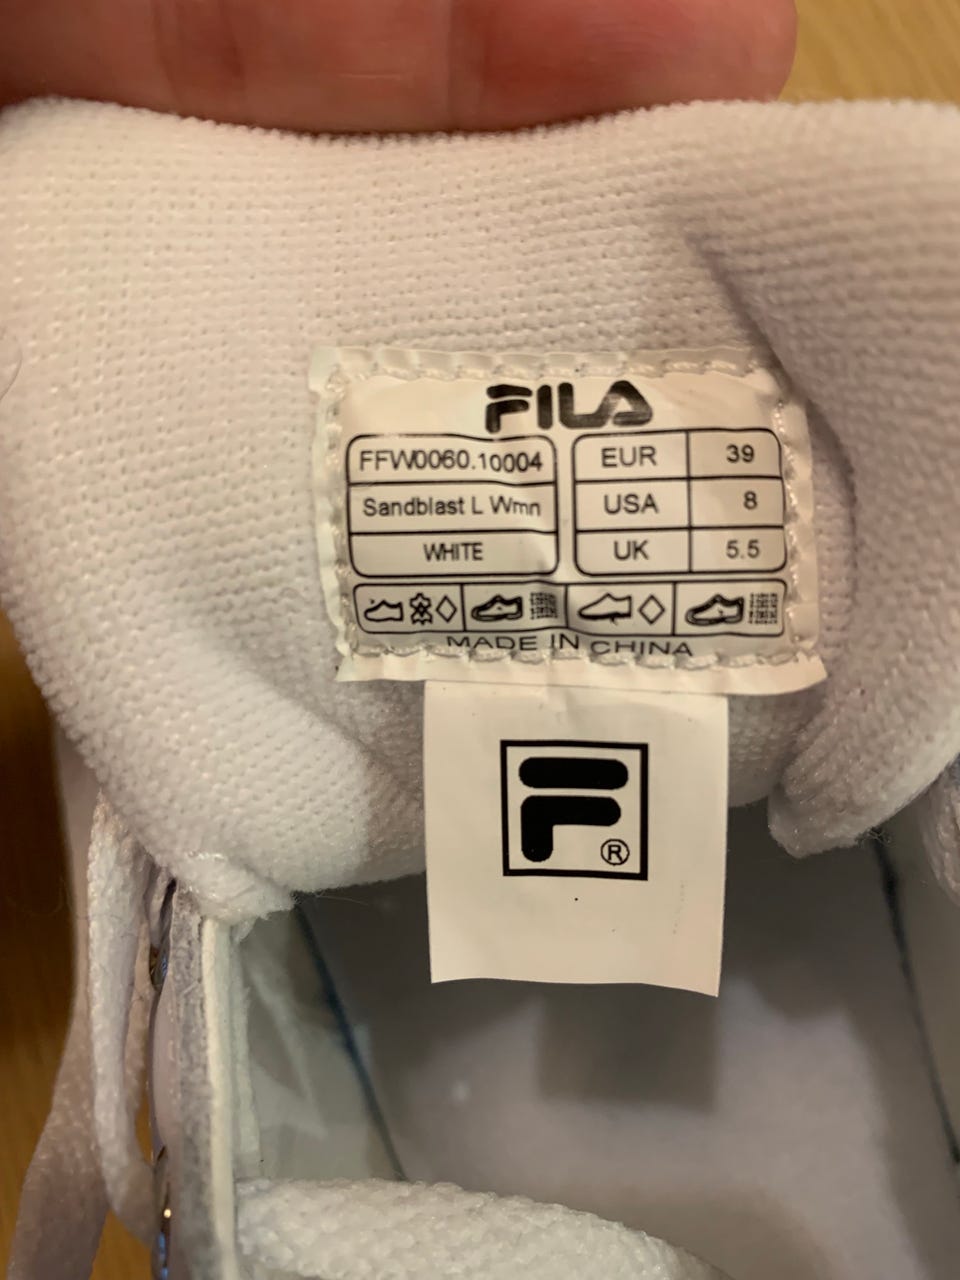 FILA
FFW0060.10004
Sandblast L Wmn
WHITE
EUR 39
USA 8
UK 5.5
MADE IN CHINA
F®